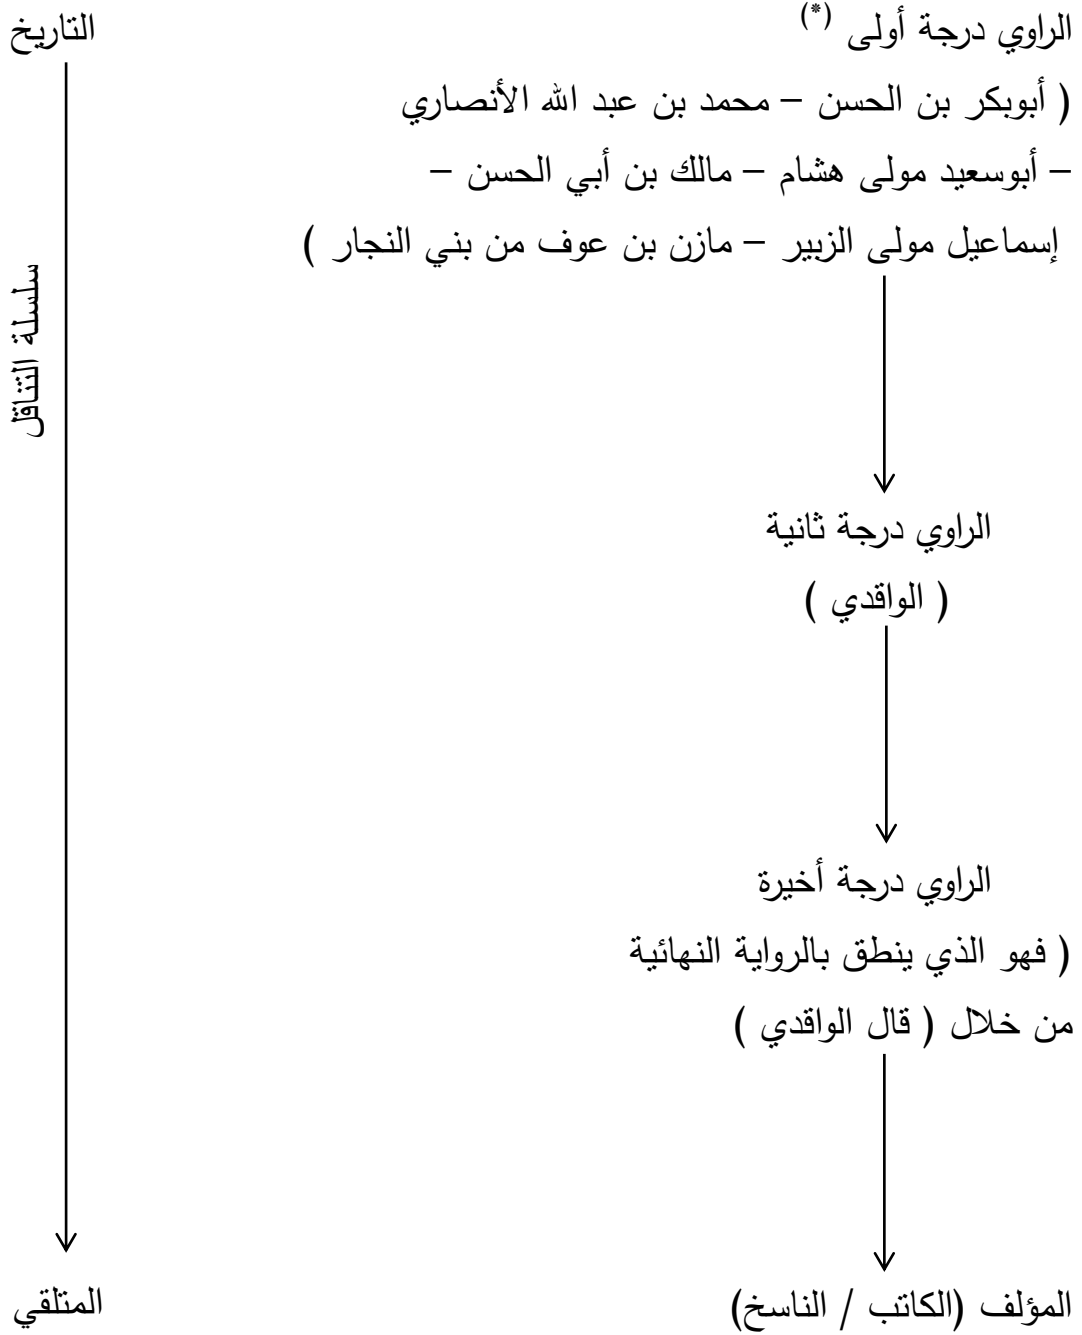 الراوي درجة أولى (*)
التاريخ
( أبوبكر بن الحسن – محمد بن عبد الله الأنصاري
– أبوسعيد مولى هشام – مالك بن أبي الحسن –
إسماعيل مولى الزبير – مازن بن عوف من بني النجار )
سلسلة التناقل
الراوي درجة ثانية
( الواقدي )
الراوي درجة أخيرة
( فهو الذي ينطق بالرواية النهائية
من خلال ( قال الواقدي )
المؤلف (الكاتب / الناسخ)
المتلقي